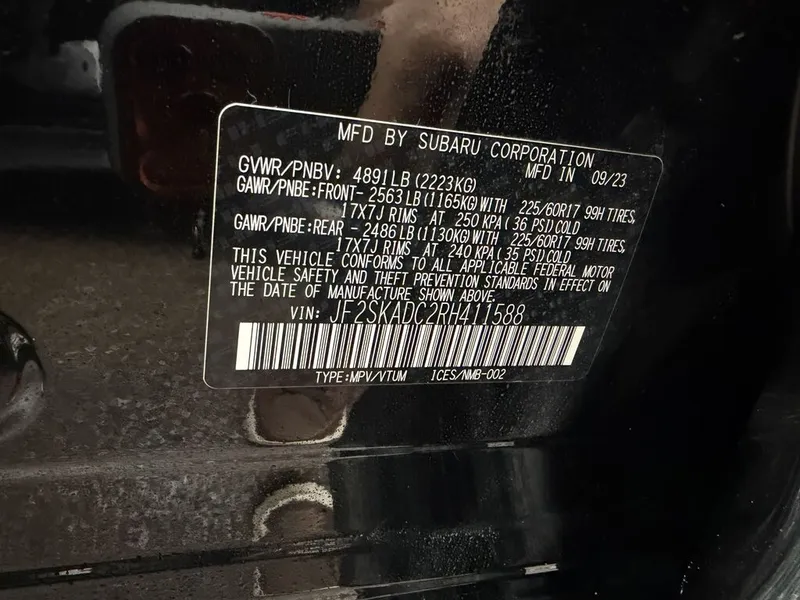 MFD BY SUBARU CORPORATION
MFD IN 09/23
GVWR/PNBV: 4891LB(2223KG)
GAWR/PNBE:FRONT- 2563LB(1165KG)WITH 225/60R17 99H TIRES,
17X7J RIMS AT 250 KPA(36 PSI)COLD
GAWR/PNBE:REAR - 2486LB(1130KG)WITH 225/60R17 99H TIRES,
17X7J RIMS AT 240 KPA(35 PSI)COLD
THIS VEHICLE CONFORMS TO ALL APPLICABLE FEDERAL MOTOR
VEHICLE SAFETY AND THEFT PREVENTION STANDARDS IN EFFECT ON
THE DATE OF MANUFACTURE SHOWN ABOVE.
VIN: JF2SKADC2RH411588
TYPE:MPV/VTUM ICES/NMB-002